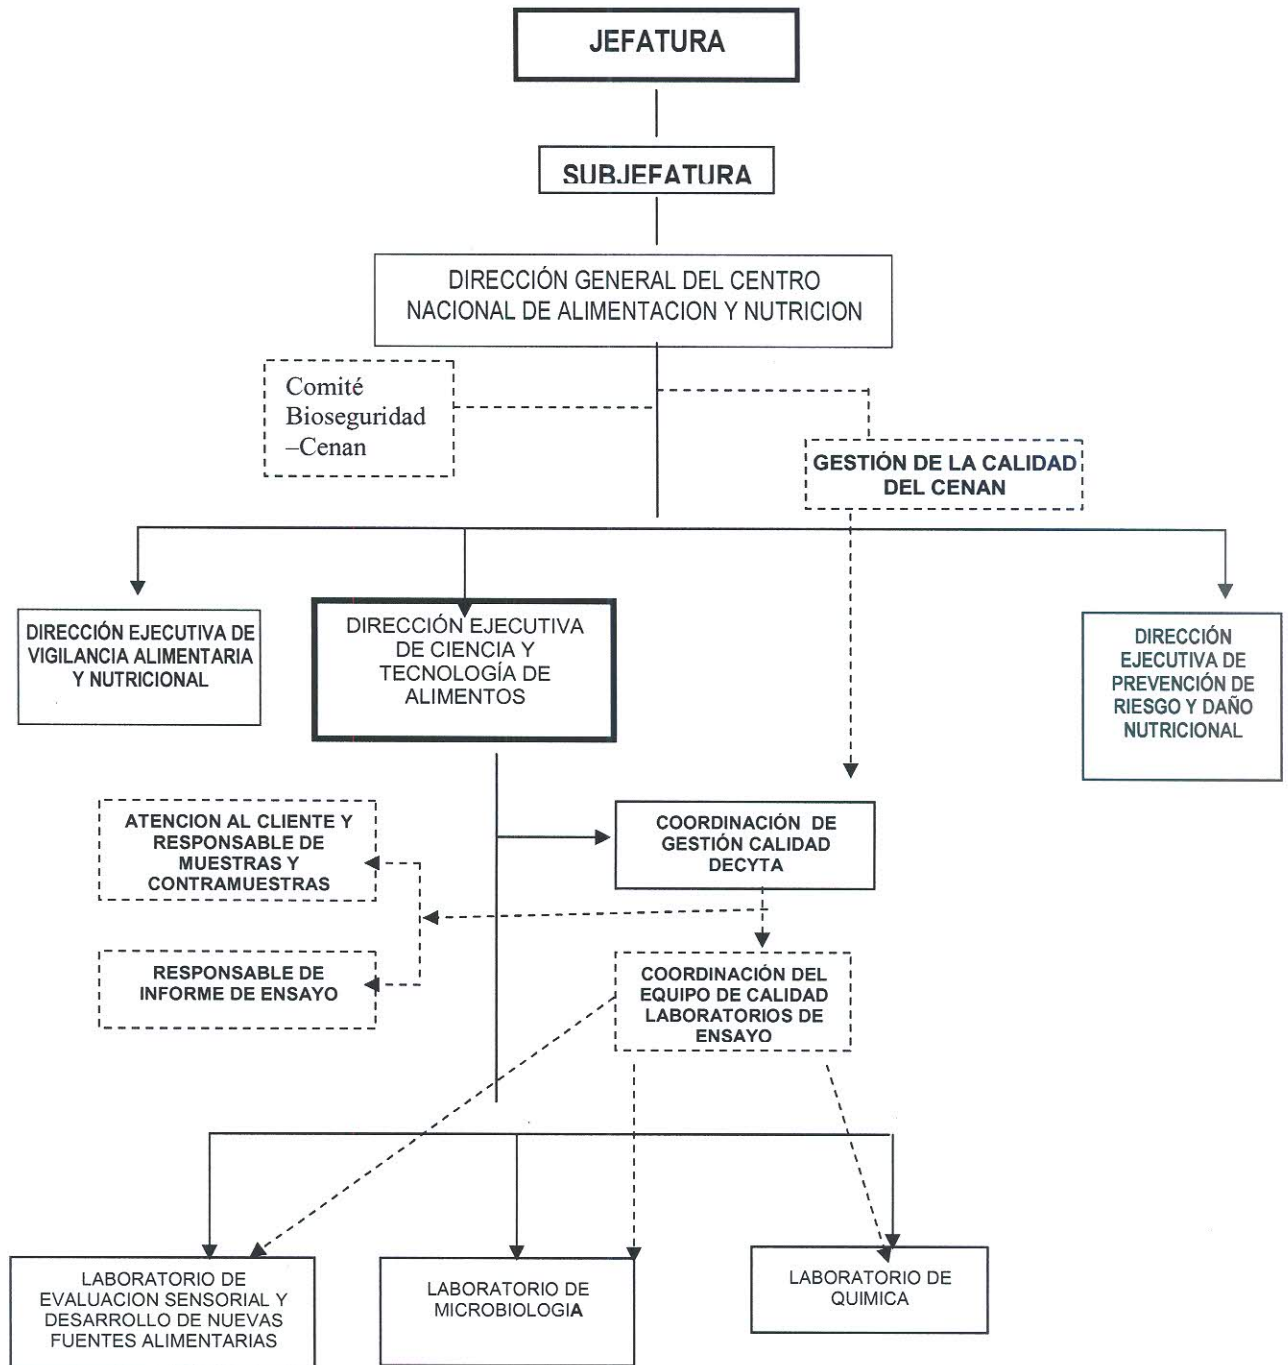 JEFATURA
SUBJEFATURA
DIRECCIÓN GENERAL DEL CENTRO
NACIONAL DE ALIMENTACION Y NUTRICION
Comité
Bioseguridad
–Cenan
GESTIÓN DE LA CALIDAD
DEL CENAN
DIRECCIÓN EJECUTIVA DE
VIGILANCIA ALIMENTARIA
Y NUTRICIONAL
DIRECCIÓN EJECUTIVA
DE CIENCIA Y
TECNOLOGÍA DE
ALIMENTOS
DIRECCIÓN
EJECUTIVA DE
PREVENCIÓN DE
RIESGO Y DAÑO
NUTRICIONAL
ATENCION AL CLIENTE Y
RESPONSABLE DE
MUESTRAS Y
CONTRAMUESTRAS
COORDINACIÓN DE
GESTIÓN CALIDAD
DECYTA
RESPONSABLE DE
INFORME DE ENSAYO
COORDINACIÓN DEL
EQUIPO DE CALIDAD
LABORATORIOS DE
ENSAYO
LABORATORIO DE
EVALUACION SENSORIAL Y
DESARROLLO DE NUEVAS
FUENTES ALIMENTARIAS
LABORATORIO DE
MICROBIOLOGIA
LABORATORIO DE
QUIMICA